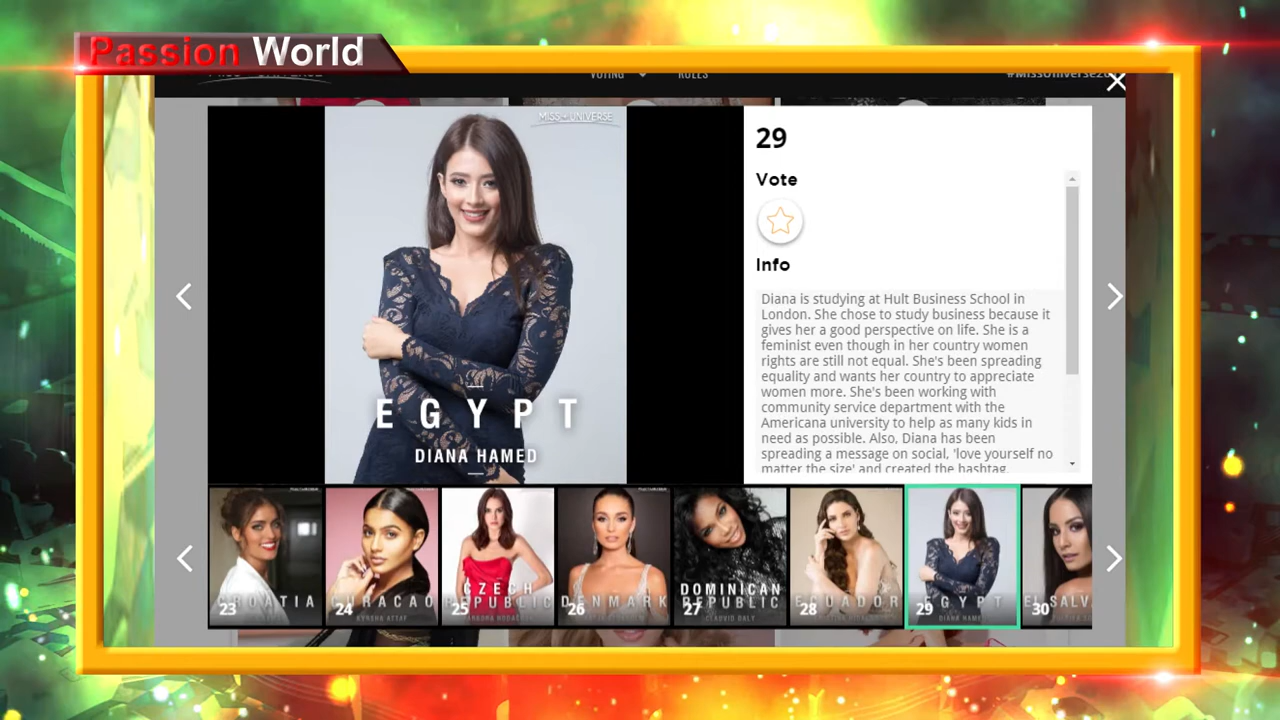 Passion World
VOTING
RULES
#MissUniverse20
MISS UNIVERSE
29
Vote
Info
Diana is studying at Hult Business School in
London. She chose to study business because it
gives her a good perspective on life. She is a
feminist even though in her country women
rights are still not equal. She's been spreading
equality and wants her country to appreciate
women more. She's been working with
community service department with the
Americana university to help as many kids in
need as possible. Also, Diana has been
spreading a message on social, 'love yourself no
matter the size' and created the hashtag,
EGYPT
DIANA HAMED
CROATIA
23
CURACAO
24
CZECH
REPUBLIC
25
DENMARK
26
DOMINICAN
REPUBLIC
27
CLAUVID DALY
ECUADOR
28
EGYPT
29
DIANA HAMED
EL SALV
30